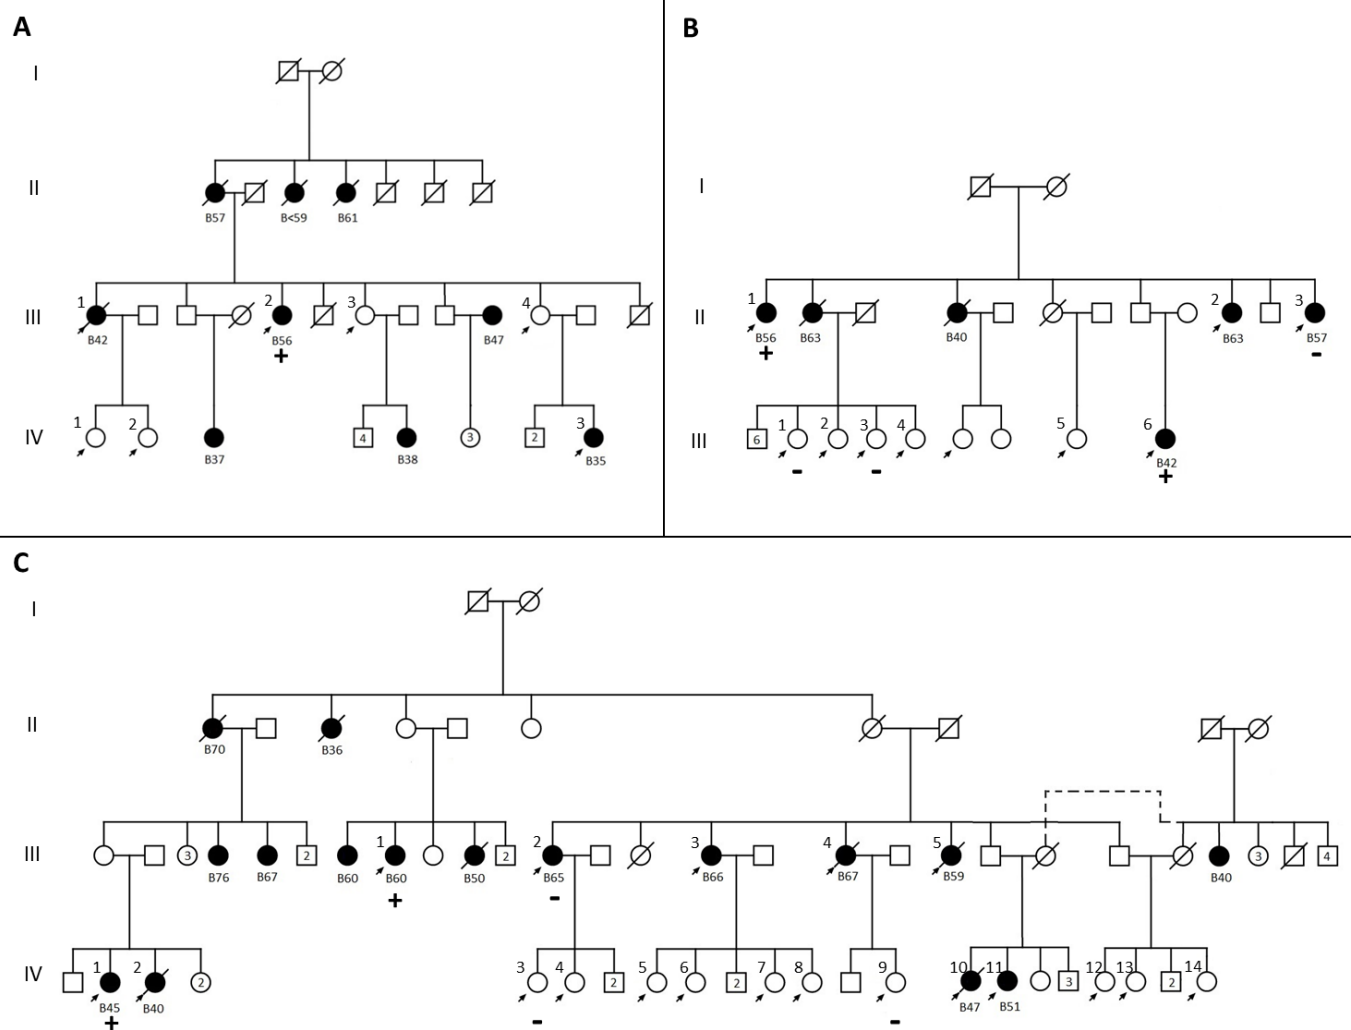 A
B
I
II
B57 B<59 B61
I
1 2 3 4
III
B42 B56 B47
+
1 2 3
II
B56 B63 B40 B63 B57
+ -
1 2 4 3 2 3
IV
B37 B38 B35
6 1 2 3 4 5 6
III
B42
- - +
C
I
II
B70 B36
III
3 2 1 2 2 3 4 5 3 4
B76 B67 B60 B60 B50 B65 B66 B67 B59 B40
+ -
IV
1 2 2 3 4 2 5 6 2 7 8 9 10 11 3 12 13 2 14
B45 B40 B47 B51
+ - -